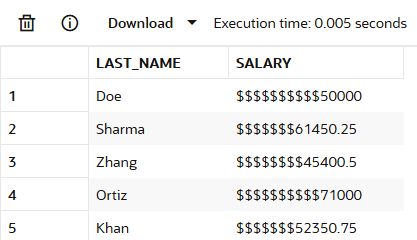 Download Execution time: 0.005 seconds
LAST_NAME SALARY
1 Doe $$$$$$$$$$50000
2 Sharma $$$$$$$61450.25
3 Zhang $$$$$$$$45400.5
4 Ortiz $$$$$$$$$$71000
5 Khan $$$$$$$52350.75